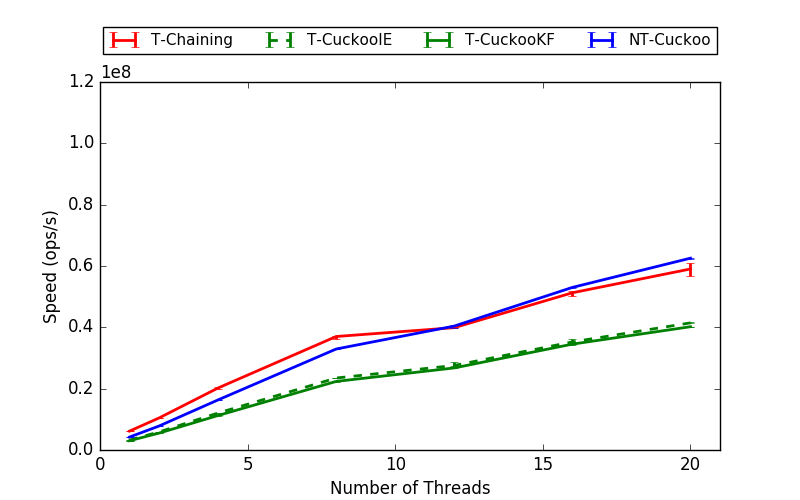 T-Chaining T-CuckooIE T-CuckooKF NT-Cuckoo
1e8
1.2
1.0
0.8
0.6
0.4
0.2
0.0
Speed (ops/s)
0 5 10 15 20
Number of Threads